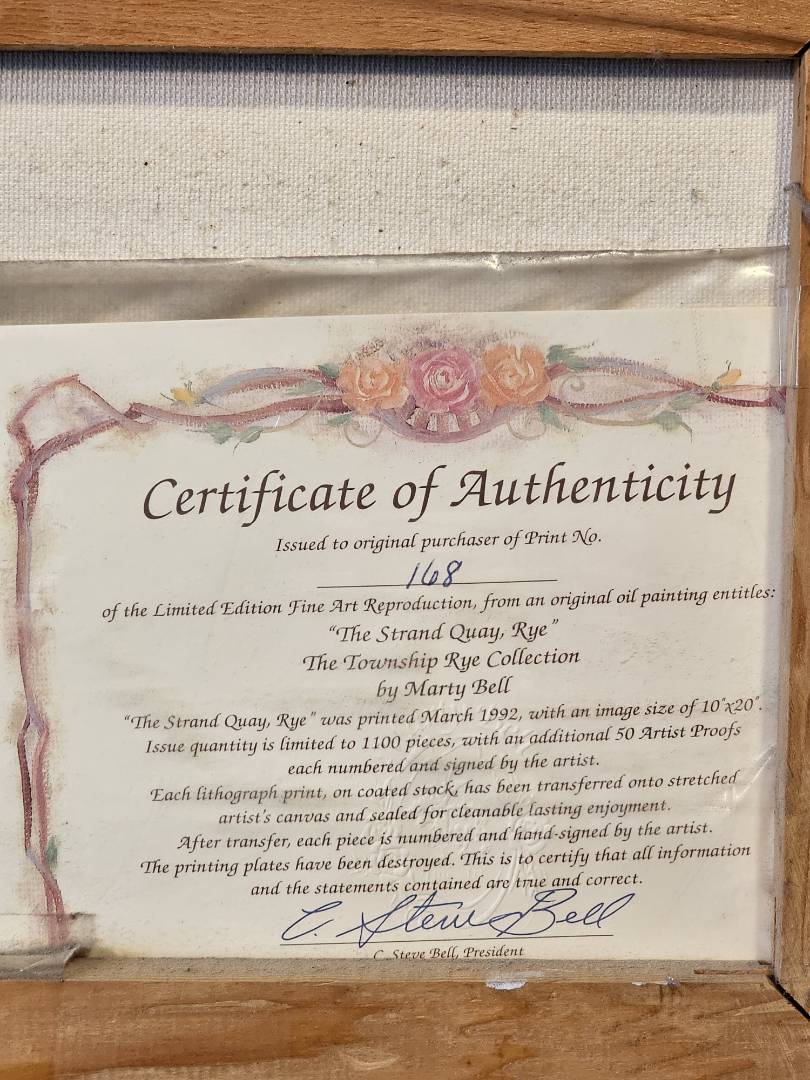 Certificate of Authenticity
Issued to original purchaser of Print No.
168
of the Limited Edition Fine Art Reproduction, from an original oil painting entitles:
"The Strand Quay, Rye"
The Township Rye Collection
by Marty Bell
"The Strand Quay, Rye" was printed March 1992, with an image size of 10"x20".
Issue quantity is limited to 1100 pieces, with an additional 50 Artist Proofs
each numbered and signed by the artist.
Each lithograph print, on coated stock, has been transferred onto stretched
artist's canvas and sealed for cleanable lasting enjoyment.
After transfer, each piece is numbered and hand-signed by the artist.
The printing plates have been destroyed. This is to certify that all information
and the statements contained are true and correct.
C. Steve Bell
C. Steve Bell, President